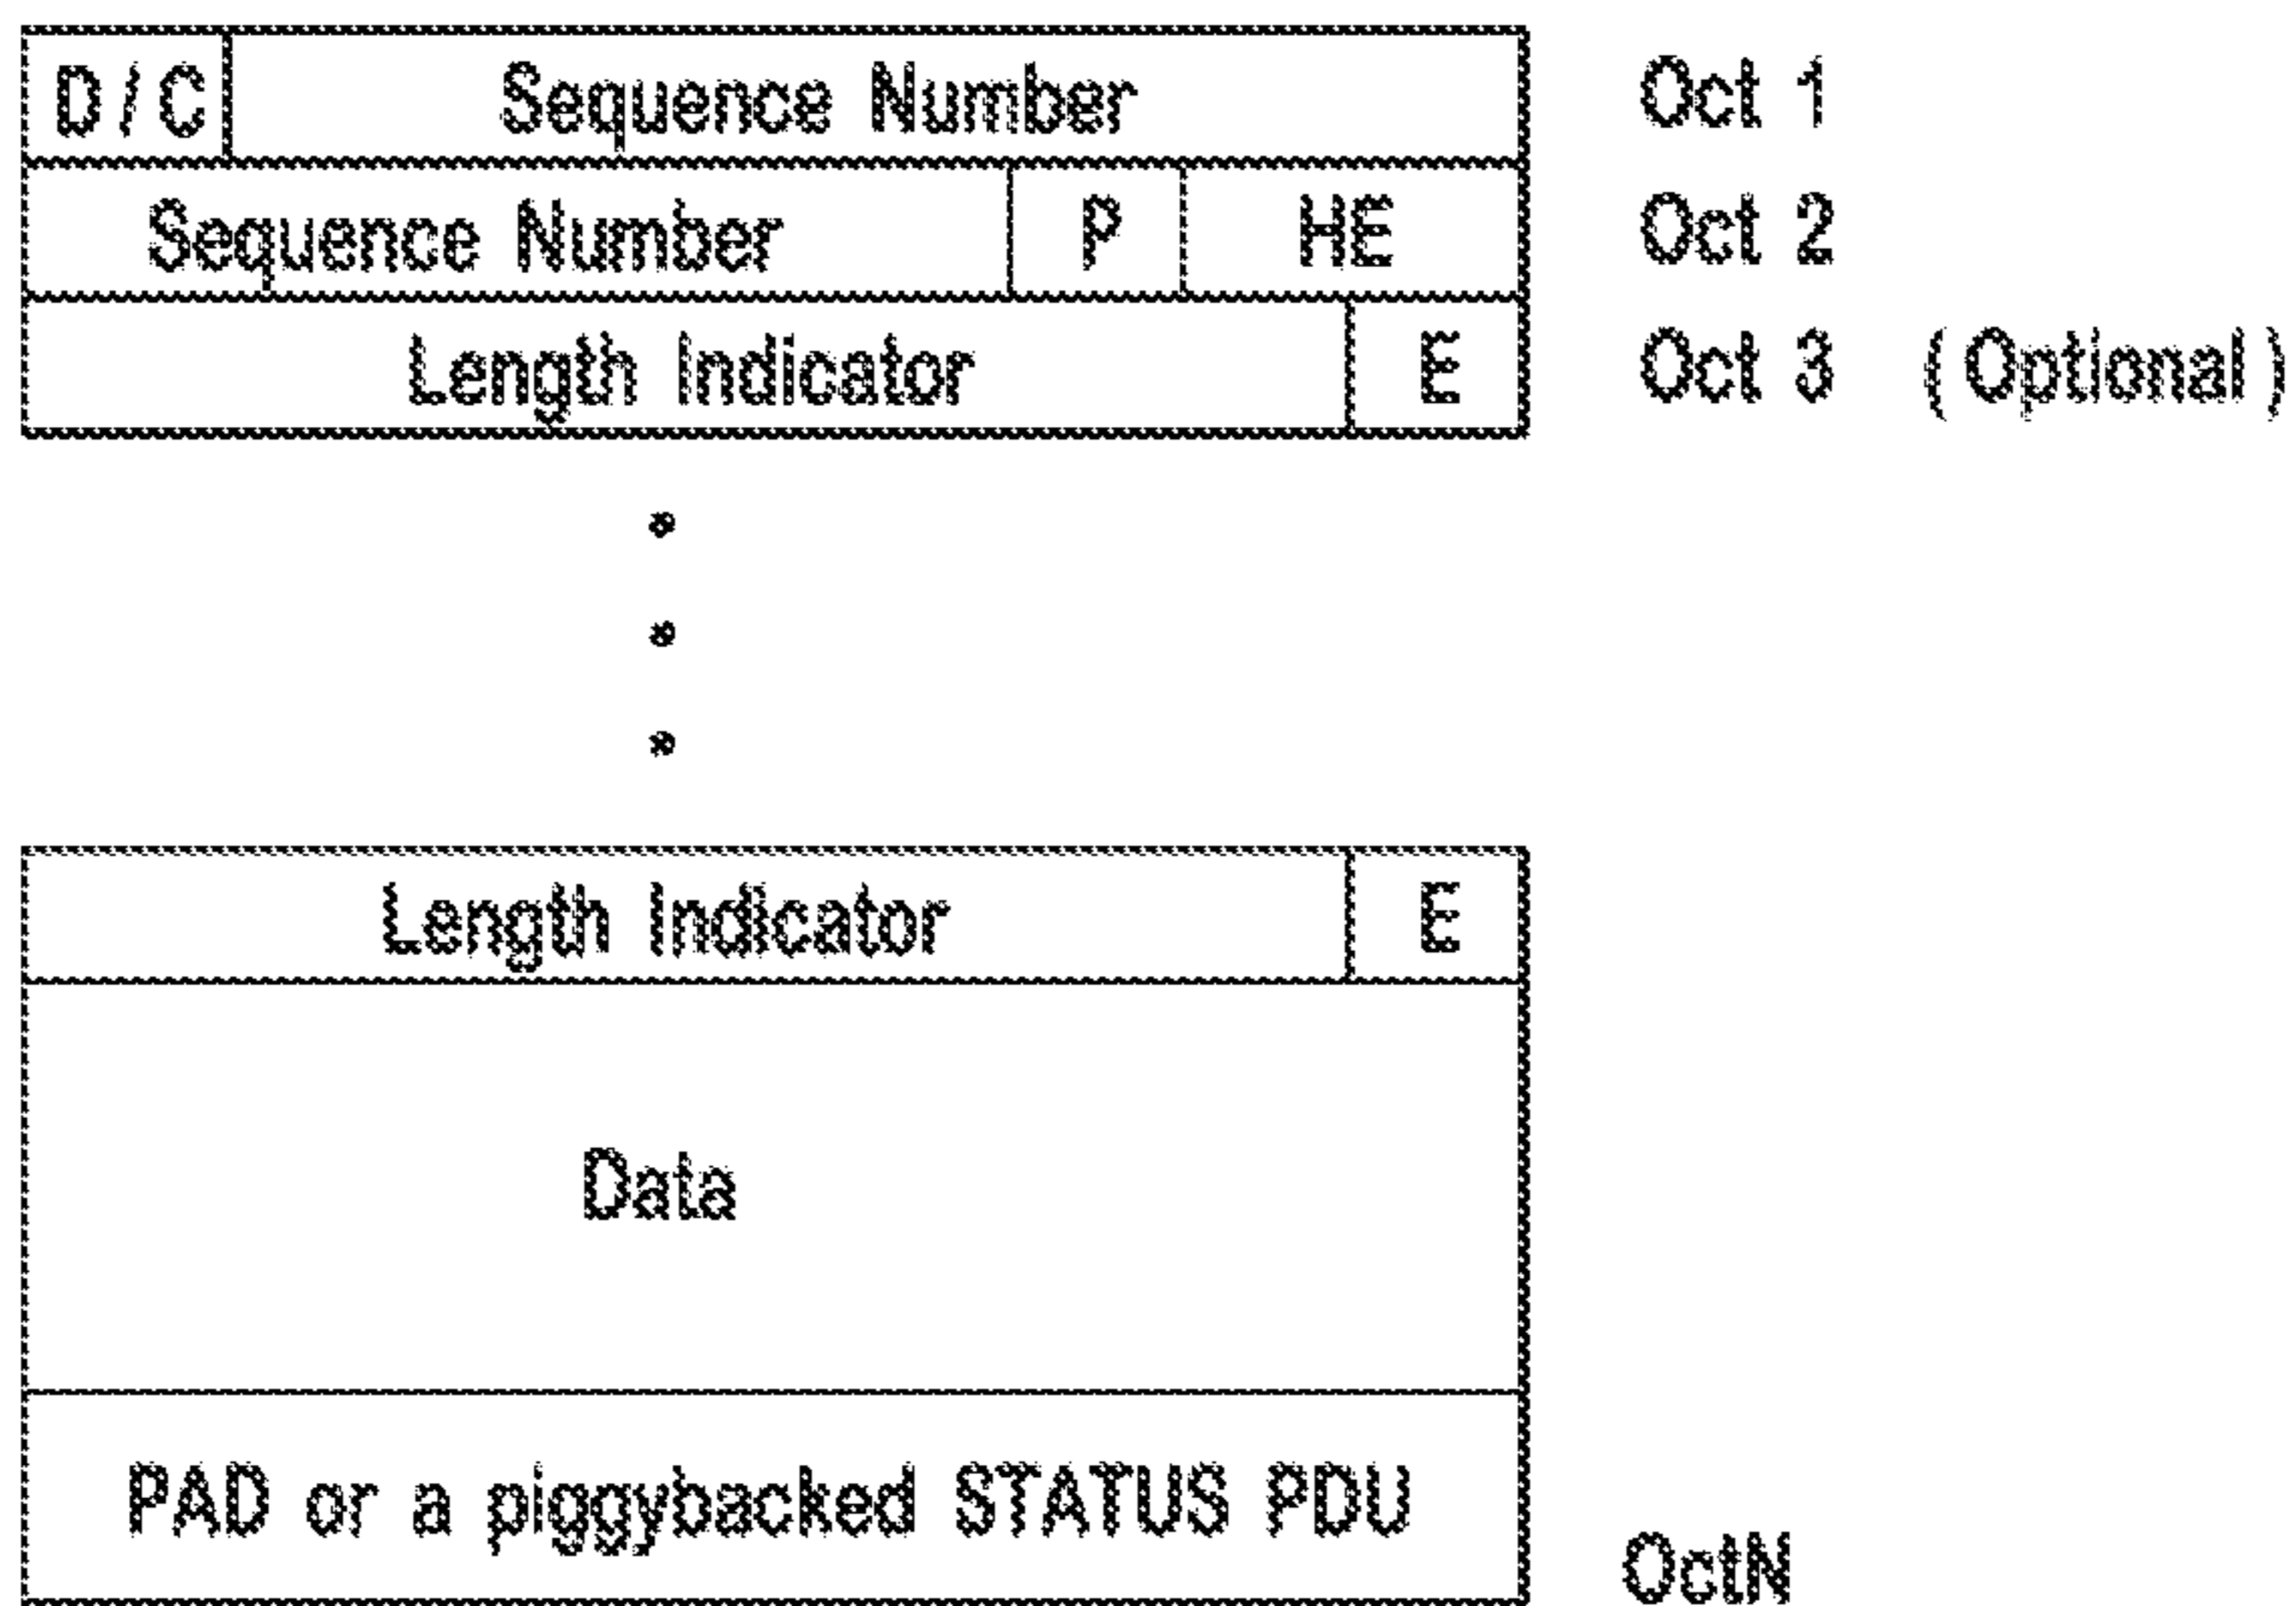 D/C Sequence Number Oct 1
Sequence Number P HE Oct 2
Length Indicator E Oct 3 (Optional)
Length Indicator E
Data
PAD or a piggybacked STATUS PDU
OctN